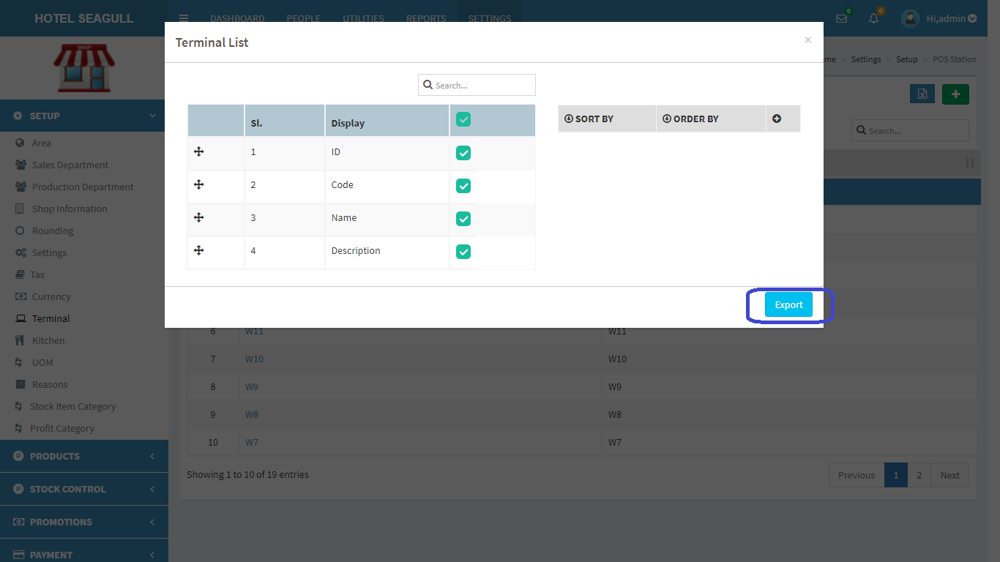 HOTEL SEAGULL
DASHBOARD PEOPLE UTILITIES REPORTS SETTINGS
0 0 Hi,admin
SHOP
Terminal List ×
Settings > Setup > POS Station
SETUP
Area
Sales Department
Production Department
Shop Information
Rounding
Settings
Tax
Currency
Terminal
Kitchen
UOM
Reasons
Stock Item Category
Profit Category
PRODUCTS
STOCK CONTROL
PROMOTIONS
PAYMENT
Search...
Sl. Display
1 ID
2 Code
3 Name
4 Description
SORT BY ORDER BY
Search...
Export
6 W11 W11
7 W10 W10
8 W9 W9
9 W8 W8
10 W7 W7
Showing 1 to 10 of 19 entries
Previous 1 2 Next